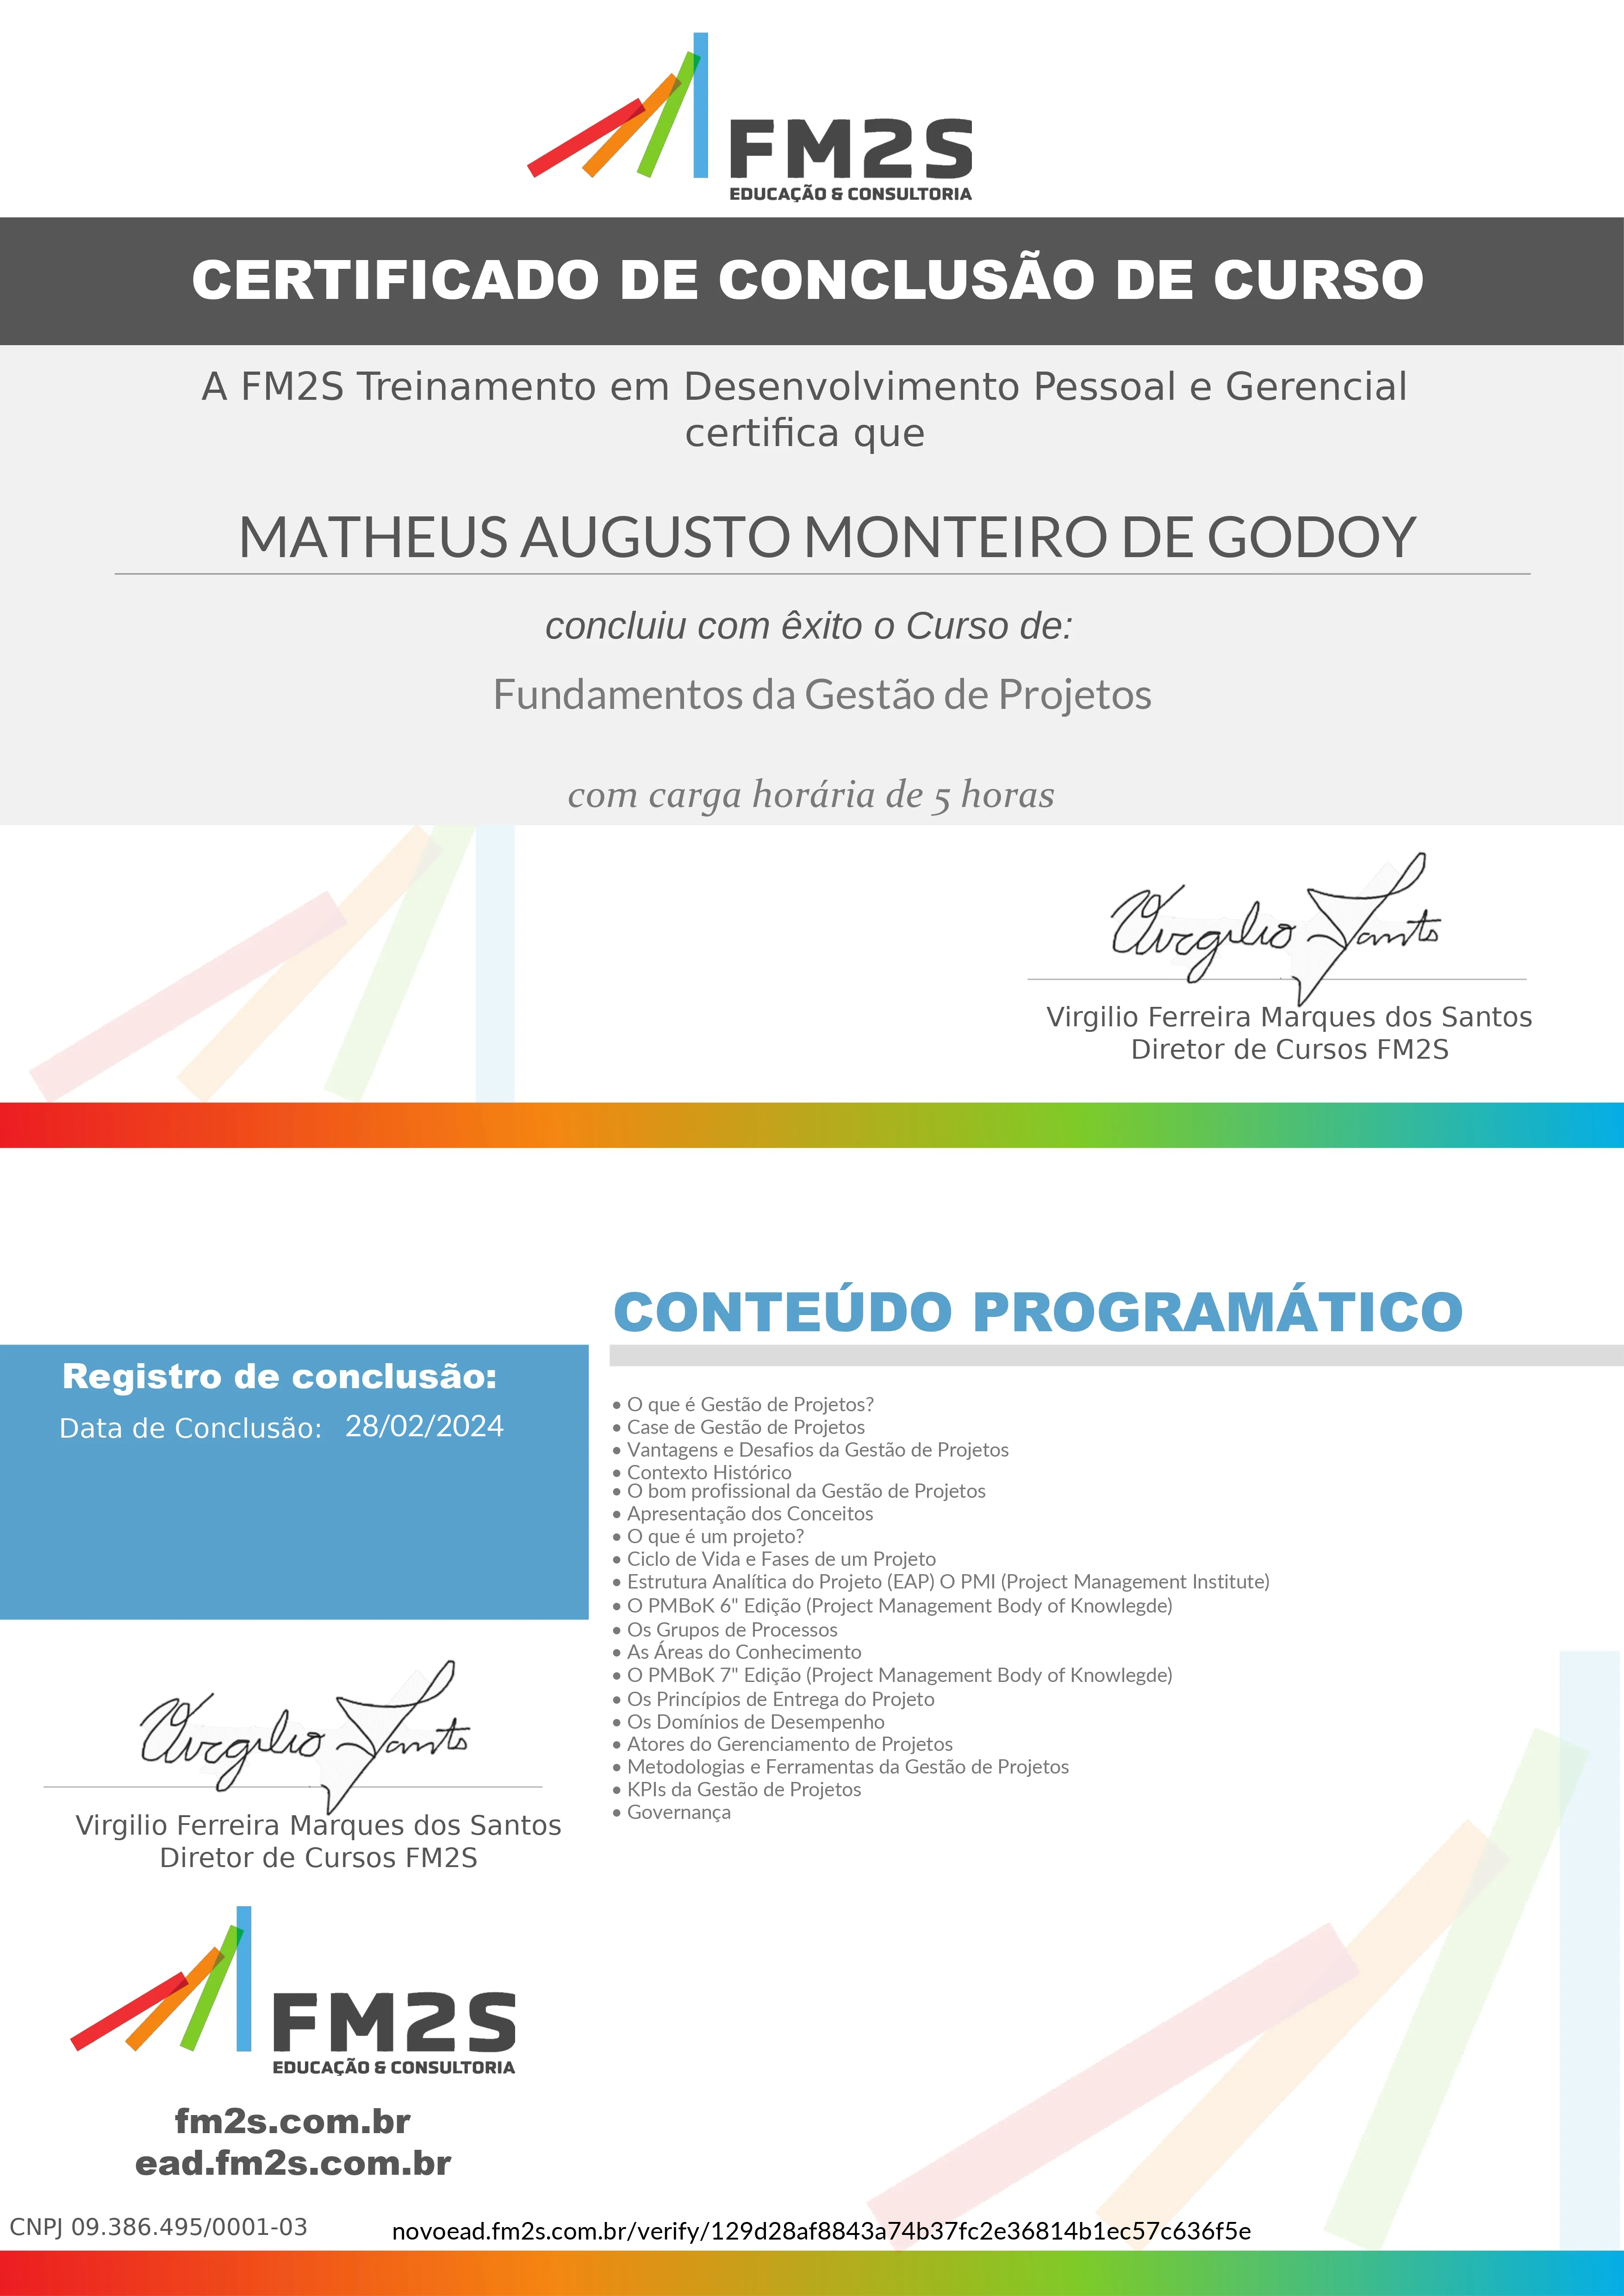 FM2S
EDUCAÇÃO & CONSULTORIA
CERTIFICADO DE CONCLUSÃO DE CURSO
A FM2S Treinamento em Desenvolvimento Pessoal e Gerencial
certifica que
MATHEUS AUGUSTO MONTEIRO DE GODOY
concluiu com êxito o Curso de:
Fundamentos da Gestão de Projetos
com carga horária de 5 horas
Virgilio Santos
Virgilio Ferreira Marques dos Santos
Diretor de Cursos FM2S
CONTEÚDO PROGRAMÁTICO
Registro de conclusão:
Data de Conclusão: 28/02/2024
• O que é Gestão de Projetos?
• Case de Gestão de Projetos
• Vantagens e Desafios da Gestão de Projetos
• Contexto Histórico
• O bom profissional da Gestão de Projetos
• Apresentação dos Conceitos
• O que é um projeto?
• Ciclo de Vida e Fases de um Projeto
• Estrutura Analítica do Projeto (EAP) O PMI (Project Management Institute)
• O PMBoK 6" Edição (Project Management Body of Knowlegde)
• Os Grupos de Processos
• As Áreas do Conhecimento
• O PMBoK 7" Edição (Project Management Body of Knowlegde)
• Os Princípios de Entrega do Projeto
• Os Domínios de Desempenho
• Atores do Gerenciamento de Projetos
• Metodologias e Ferramentas da Gestão de Projetos
• KPIs da Gestão de Projetos
• Governança
Virgilio Santos
Virgilio Ferreira Marques dos Santos
Diretor de Cursos FM2S
FM2S
EDUCAÇÃO & CONSULTORIA
fm2s.com.br
ead.fm2s.com.br
CNPJ 09.386.495/0001-03
novoead.fm2s.com.br/verify/129d28af8843a74b37fc2e36814b1ec57c636f5e